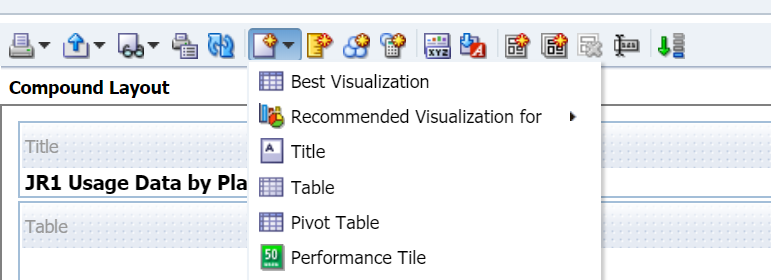 XYZ
A
Compound Layout
Best Visualization
Recommended Visualization for
Title
A
Title
JR1 Usage Data by Pla
Table
Table
Pivot Table
50
Performance Tile